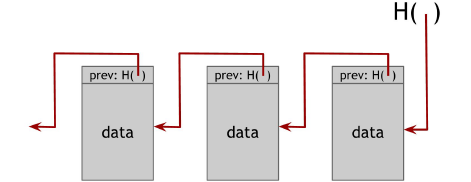 H( )
prev: H( ) prev: H( ) prev: H( )
data data data